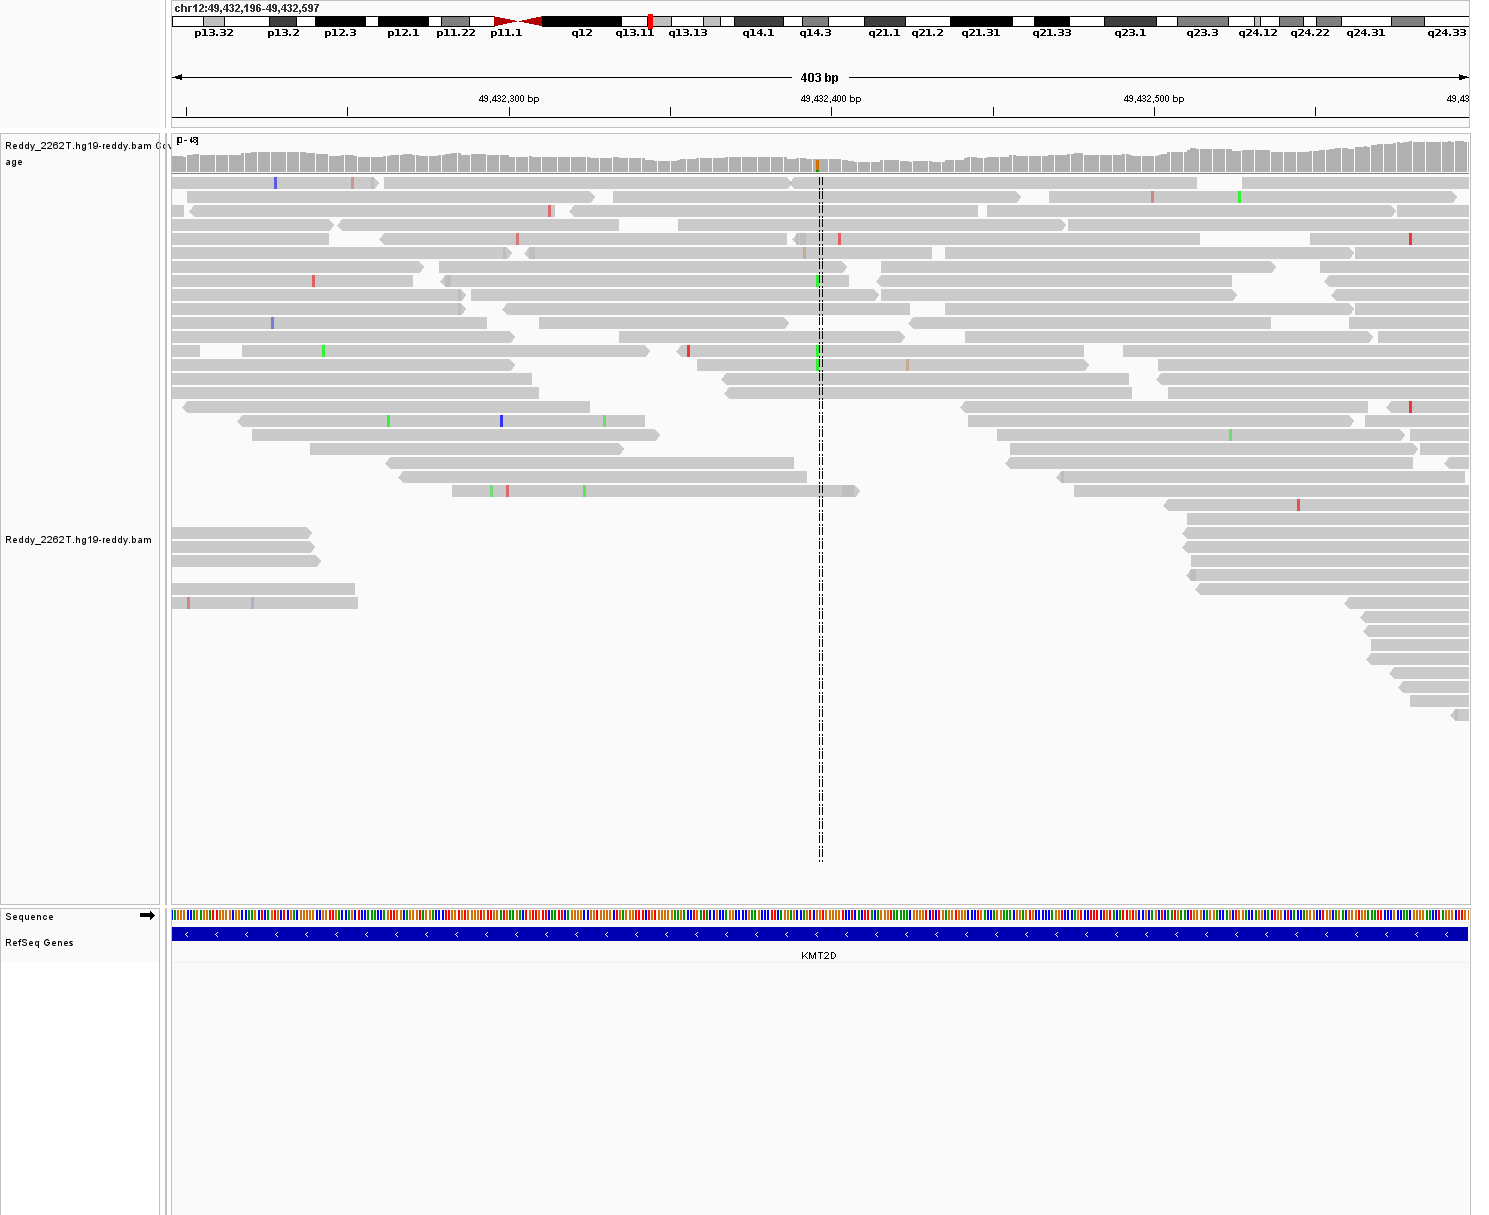 chr12:49,432,196-49,432,597
p13.32 p13.2 p12.3 p12.1 p11.22 p11.1 q12 q13.11 q13.13 q14.1 q14.3 q21.1 q21.2 q21.31 q21.33 q23.1 q23.3 q24.12 q24.22 q24.31 q24.33
403 bp
49,432,300 bp 49,432,400 bp 49,432,500 bp 49,43
Reddy_2262T.hg19-reddy.bam Cov
age
Reddy_2262T.hg19-reddy.bam
Sequence
RefSeq Genes
KMT2D